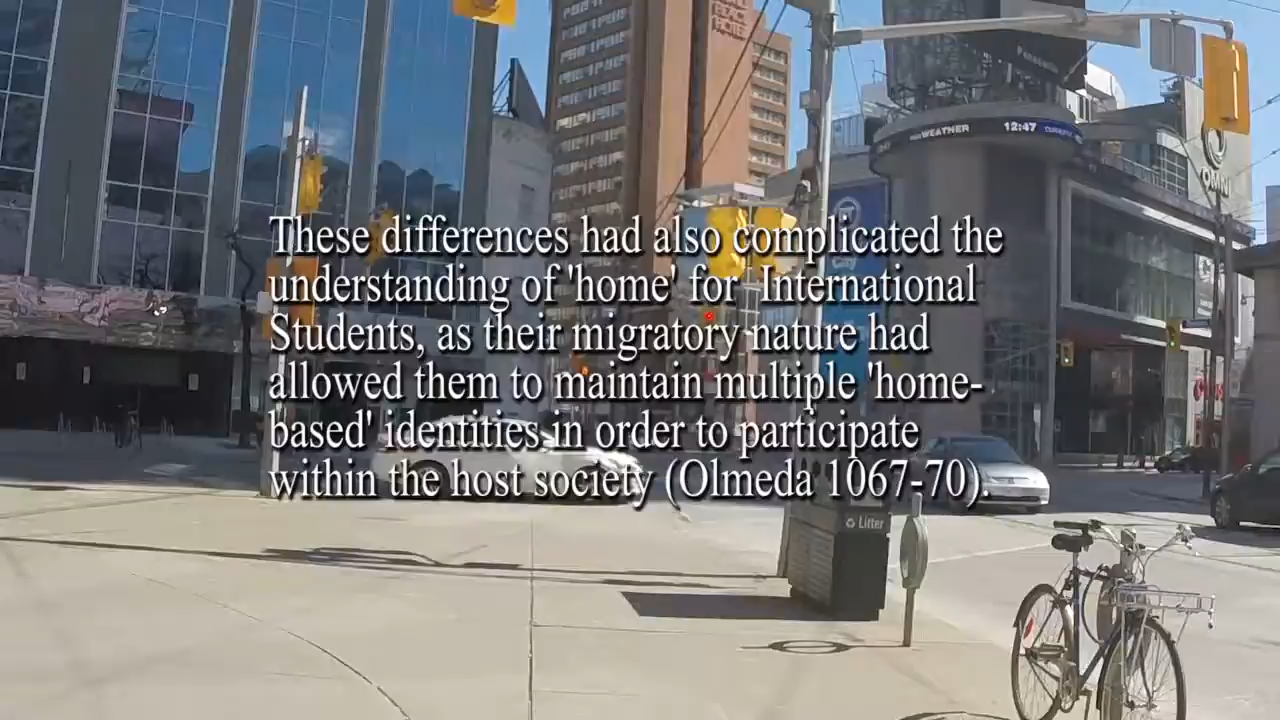 WEATHER 12:47
OMNI
These differences had also complicated the
understanding of 'home' for International
Students, as their migratory nature had
allowed them to maintain multiple 'home-
based' identities in order to participate
within the host society (Olmeda 1067-70).
Litter